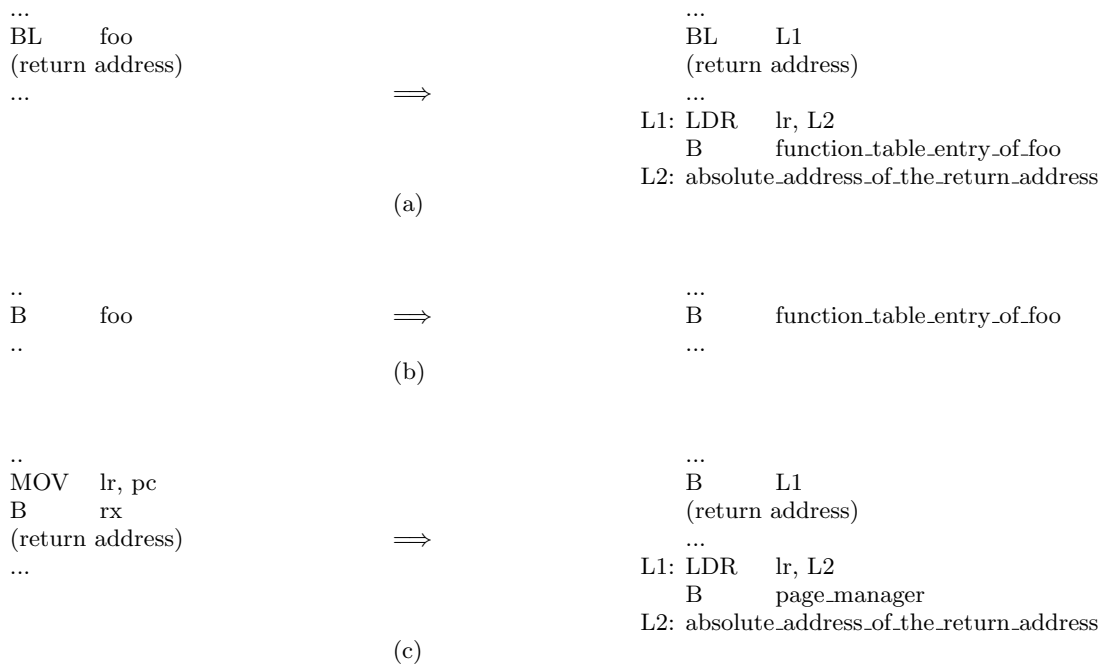 ...
BL foo
(return address)
...
⟹
...
BL L1
(return address)
...
L1: LDR lr, L2
B function_table_entry_of_foo
L2: absolute_address_of_the_return_address
(a)
..
B foo
..
⟹
...
B function_table_entry_of_foo
...
(b)
..
MOV lr, pc
B rx
(return address)
...
⟹
...
B L1
(return address)
...
L1: LDR lr, L2
B page_manager
L2: absolute_address_of_the_return_address
(c)